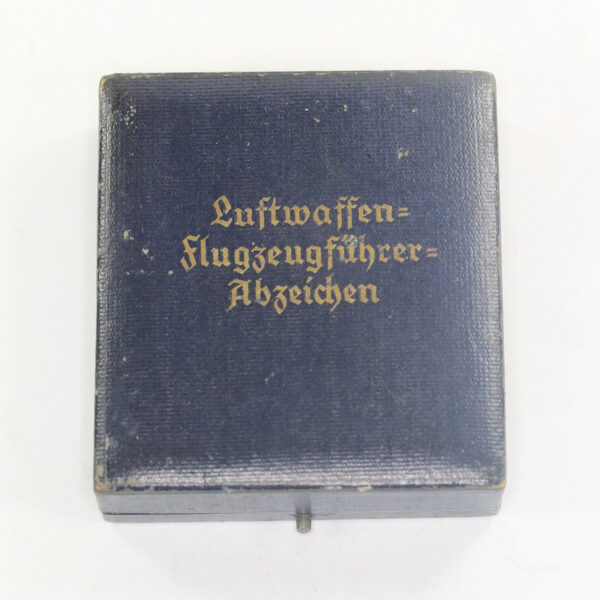 Luftwaffen=
Flugzeugführer=
Abzeichen